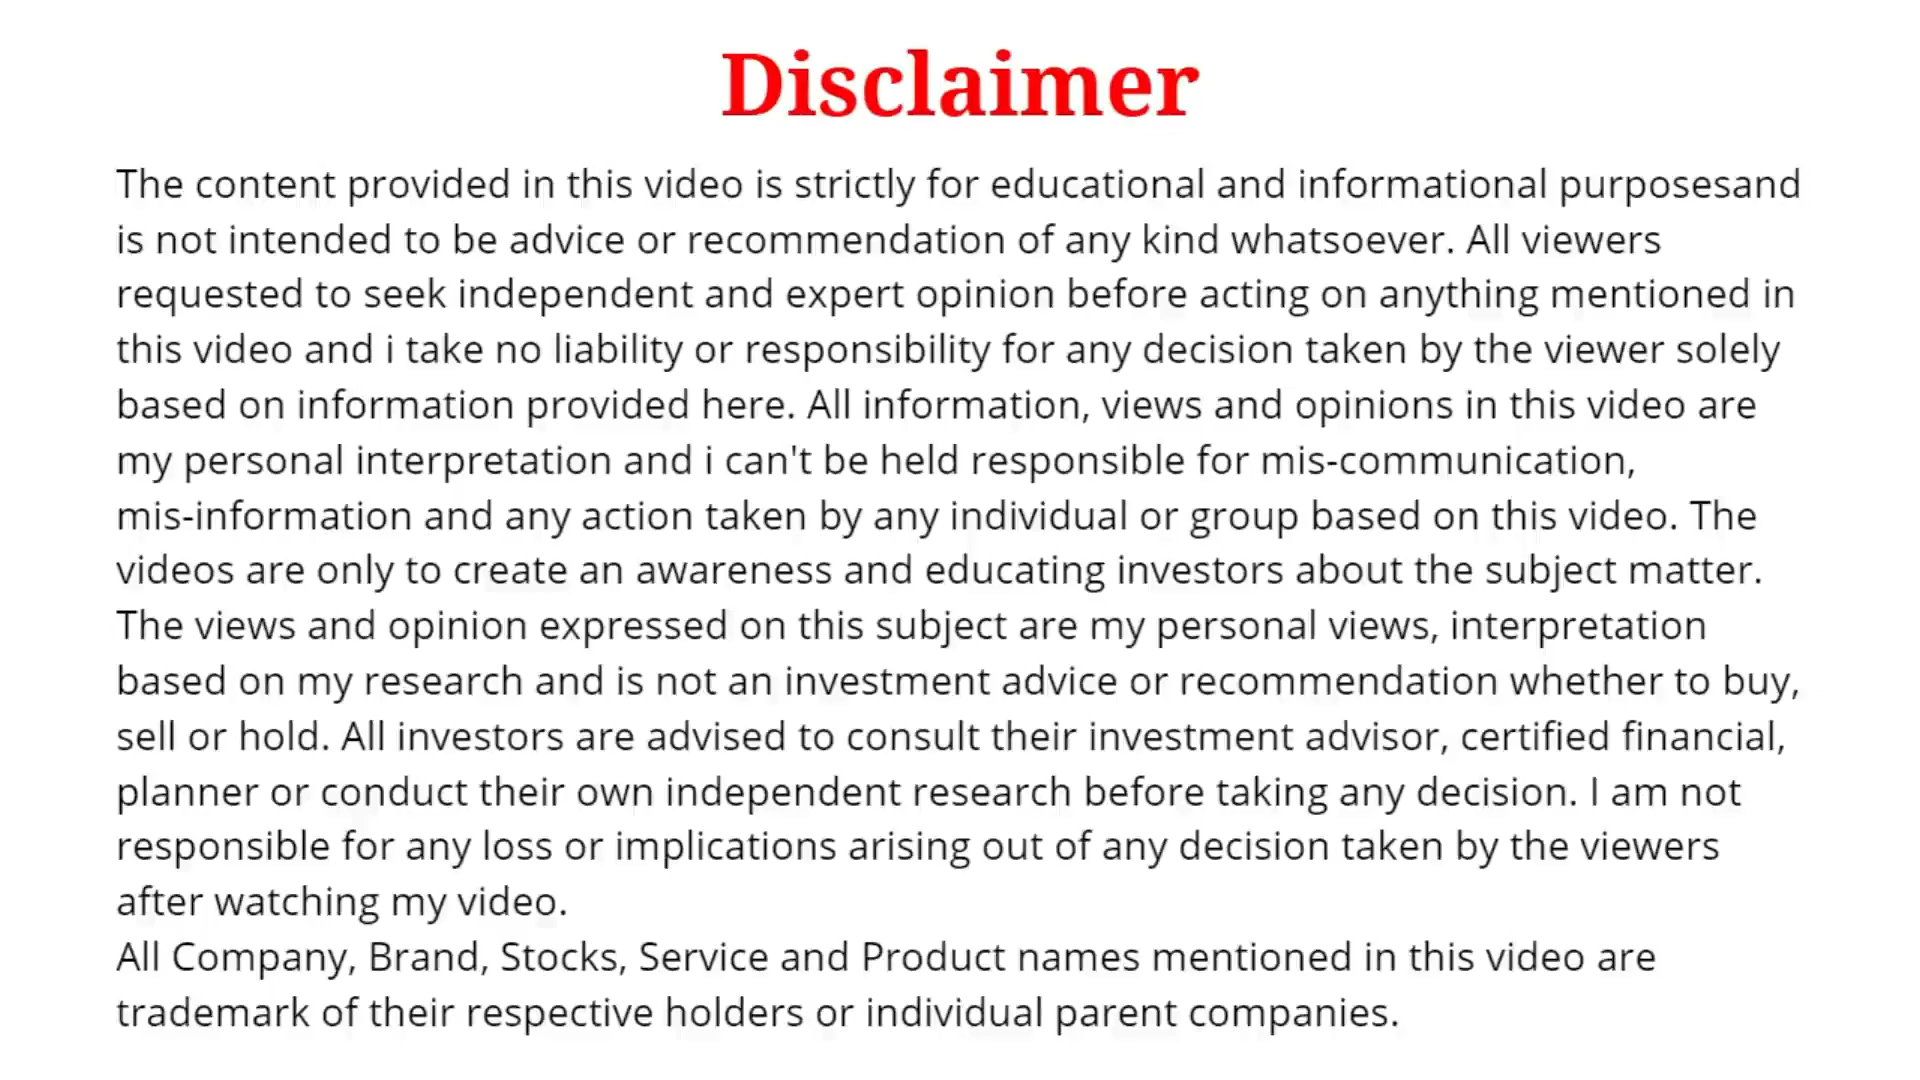 Disclaimer
The content provided in this video is strictly for educational and informational purposesand
is not intended to be advice or recommendation of any kind whatsoever. All viewers
requested to seek independent and expert opinion before acting on anything mentioned in
this video and i take no liability or responsibility for any decision taken by the viewer solely
based on information provided here. All information, views and opinions in this video are
my personal interpretation and i can't be held responsible for mis-communication,
mis-information and any action taken by any individual or group based on this video. The
videos are only to create an awareness and educating investors about the subject matter.
The views and opinion expressed on this subject are my personal views, interpretation
based on my research and is not an investment advice or recommendation whether to buy,
sell or hold. All investors are advised to consult their investment advisor, certified financial,
planner or conduct their own independent research before taking any decision. I am not
responsible for any loss or implications arising out of any decision taken by the viewers
after watching my video.
All Company, Brand, Stocks, Service and Product names mentioned in this video are
trademark of their respective holders or individual parent companies.